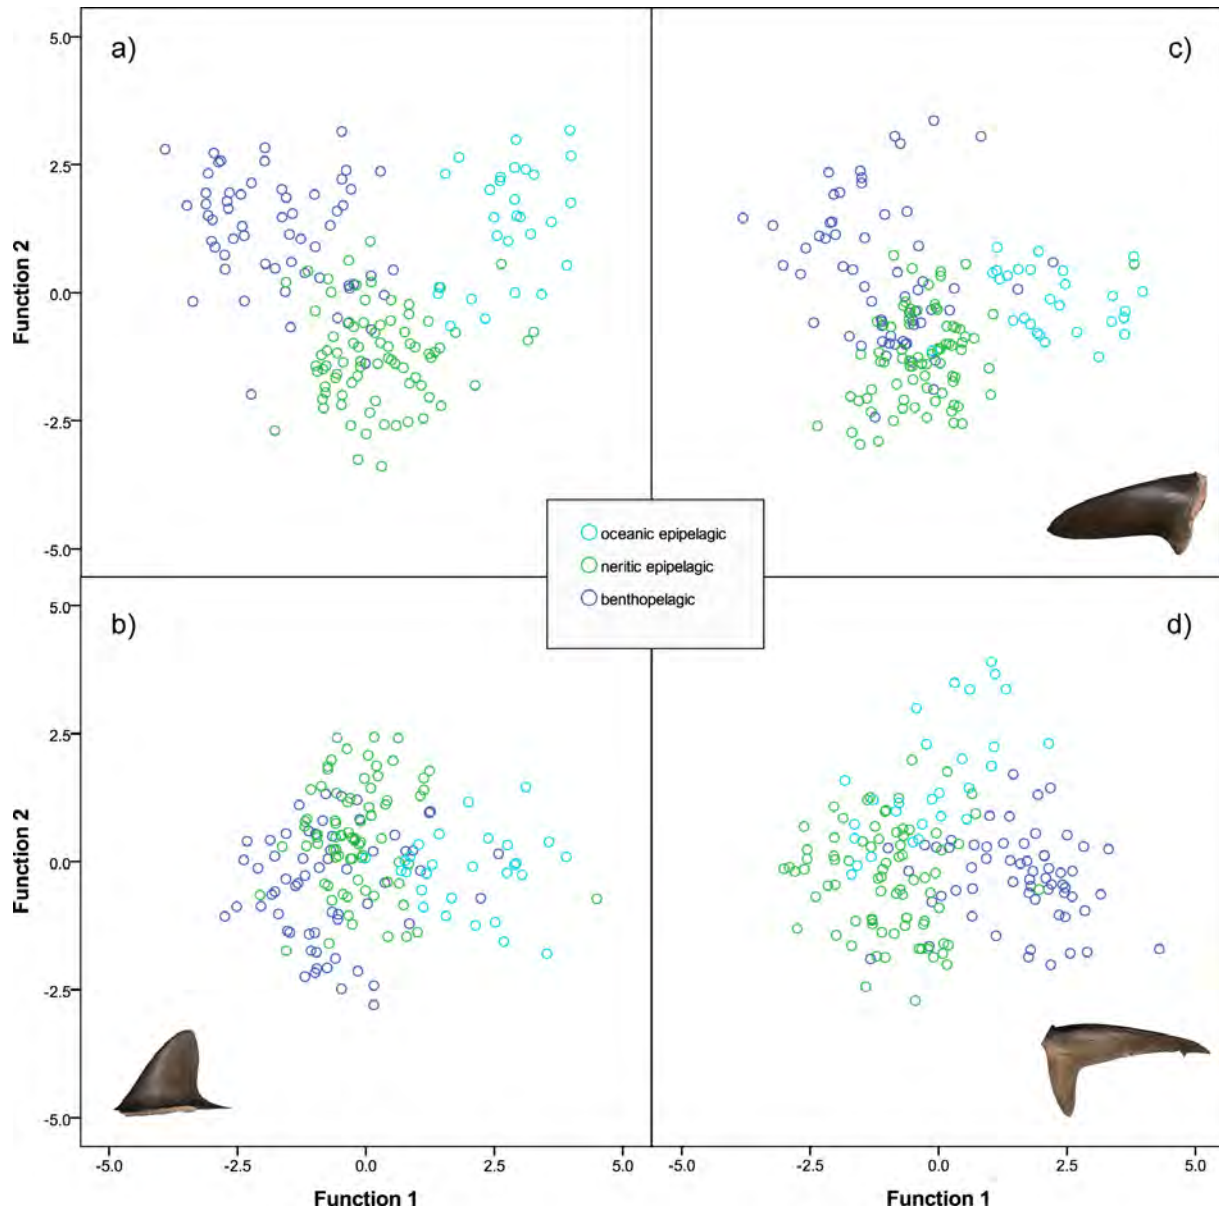 a)
c)
5.0
2.5
0.0
-2.5
-5.0
Function 2
oceanic epipelagic
neritic epipelagic
benthopelagic
b)
d)
5.0
2.5
0.0
-2.5
-5.0
Function 2
-5.0 -2.5 0.0 2.5 5.0
-5.0 -2.5 0.0 2.5 5.0
Function 1
Function 1